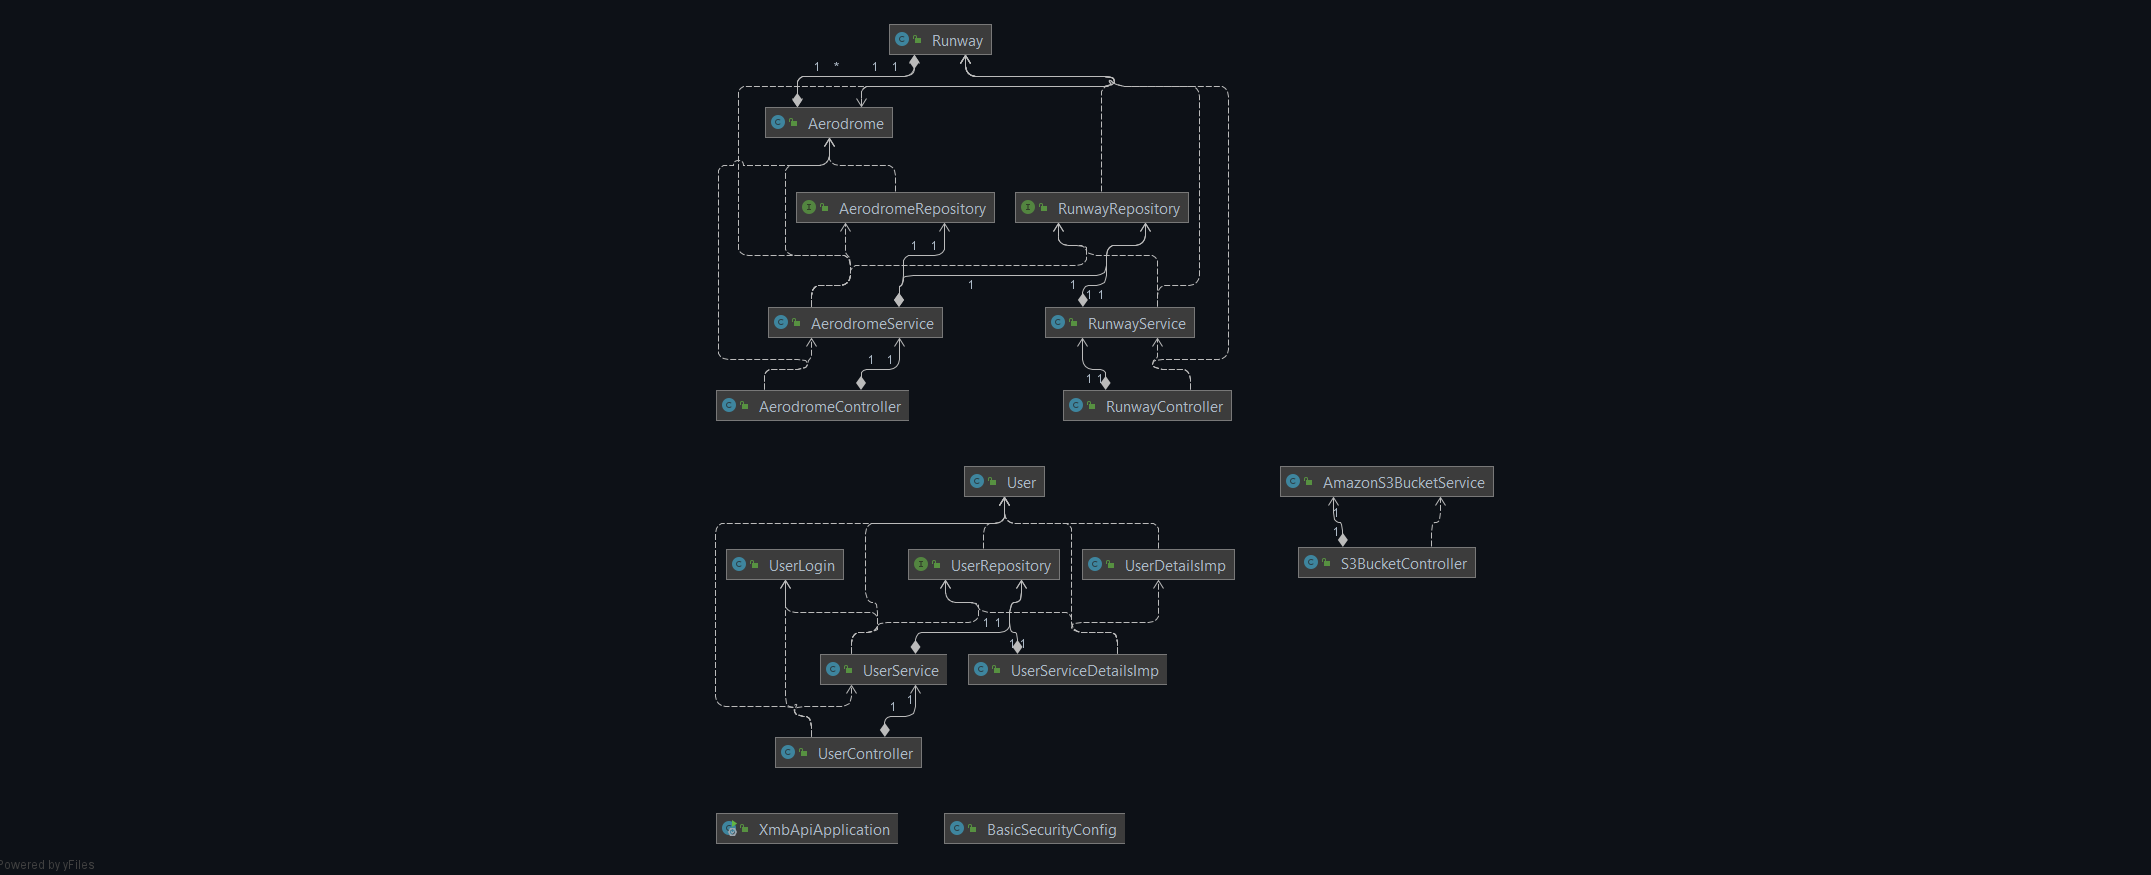 Runway
1 * 1 1
Aerodrome
AerodromeRepository
RunwayRepository
1 1
1 1
1 1
AerodromeService
RunwayService
1 1
1 1
AerodromeController
RunwayController
User
AmazonS3BucketService
1
1
UserLogin
UserRepository
UserDetailsImp
S3BucketController
1 1
1 1
UserService
UserServiceDetailsImp
1 1
UserController
XmbApiApplication
BasicSecurityConfig
Powered by yFiles